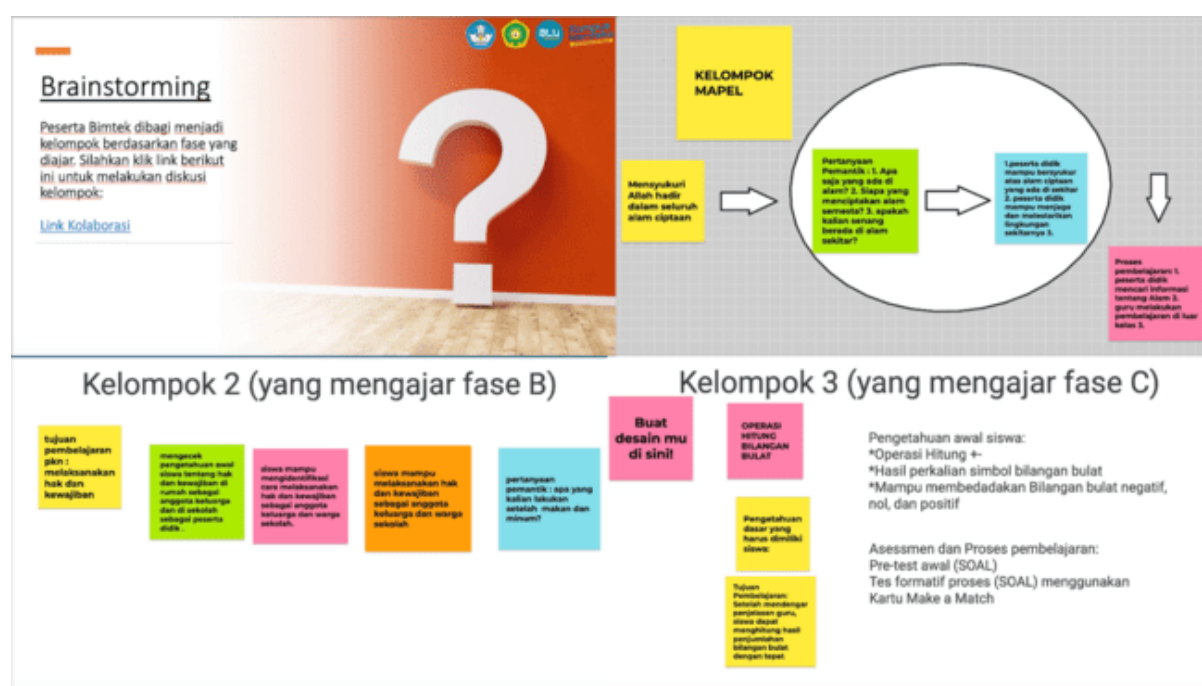 Brainstorming
Peserta Bimtek dibagi menjadi
kelompok berdasarkan fase yang
diajar. Silahkan klik link berikut
ini untuk melakukan diskusi
kelompok:
Link Kolaborasi
BLU
KELOMPOK
MAPEL
Mensyukuri
Allah hadir
dalam seluruh
alam ciptaan
Pertanyaan
Pemantik : 1. Apa
saja yang ada di
alam? 2. Siapa yang
menciptakan alam
semesta? 3. apakah
kalian senang
berada di alam
sekitar?
1.peserta didik
mampu bersyukur
atas alam ciptaan
yang ada di sekitar
2. peserta didik
mampu menjaga
dan melestarikan
lingkungan
sekitarnya 3.
Proses
pembelajaran: 1.
peserta didik
mencari informasi
tentang Alam 2.
guru melakukan
pembelajaran di luar
kelas 3.
Kelompok 2 (yang mengajar fase B)
tujuan
pembelajaran
pkn :
melaksanakan
hak dan
kewajiban
mengecek
pengetahuan awal
siswa tentang hak
dan kewajiban di
rumah sebagai
anggota keluarga
dan di sekolah
sebagai peserta
didik .
siswa mampu
mengidentifikasi
cara melaksanakan
hak dan kewajiban
sebagai anggota
keluarga dan warga
sekolah.
siswa mampu
melaksanakan hak
dan kewajiban
sebagai anggota
keluarga dan warga
sekolah
pertanyaan
pemantik : apa yang
kalian lakukan
setelah makan dan
minum?
Kelompok 3 (yang mengajar fase C)
Buat
desain mu
di sini!
OPERASI
HITUNG
BILANGAN
BULAT
Pengetahuan
dasar yang
harus dimiliki
siswa:
Tujuan
Pembelajaran:
Setelah mendengar
penjelasan guru,
siswa dapat
menghitung hasil
penjumlahan
bilangan bulat
dengan tepat
Pengetahuan awal siswa:
*Operasi Hitung +-
*Hasil perkalian simbol bilangan bulat
*Mampu membedadakan Bilangan bulat negatif,
nol, dan positif
Asessmen dan Proses pembelajaran:
Pre-test awal (SOAL)
Tes formatif proses (SOAL) menggunakan
Kartu Make a Match